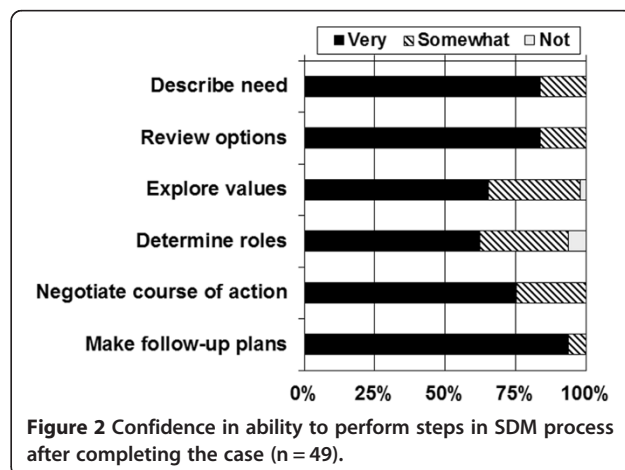 Very Somewhat Not
Describe need
Review options
Explore values
Determine roles
Negotiate course of action
Make follow-up plans
0% 25% 50% 75% 100%
Figure 2 Confidence in ability to perform steps in SDM process
after completing the case (n = 49).